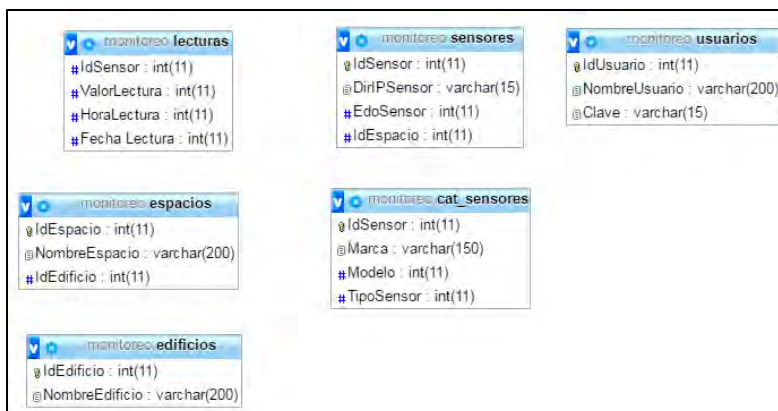 monitoreo lecturas
#IdSensor : int(11)
#ValorLectura : int(11)
#HoraLectura : int(11)
#Fecha Lectura : int(11)
monitoreo sensores
IdSensor : int(11)
DirIPSensor : varchar(15)
#EdoSensor : int(11)
#IdEspacio : int(11)
monitoreo usuarios
IdUsuario : int(11)
NombreUsuario : varchar(200)
Clave : varchar(15)
monitoreo espacios
IdEspacio : int(11)
NombreEspacio : varchar(200)
#IdEdificio : int(11)
monitoreo cat_sensores
IdSensor : int(11)
Marca : varchar(150)
#Modelo : int(11)
#TipoSensor : int(11)
monitoreo edificios
IdEdificio : int(11)
NombreEdificio : varchar(200)